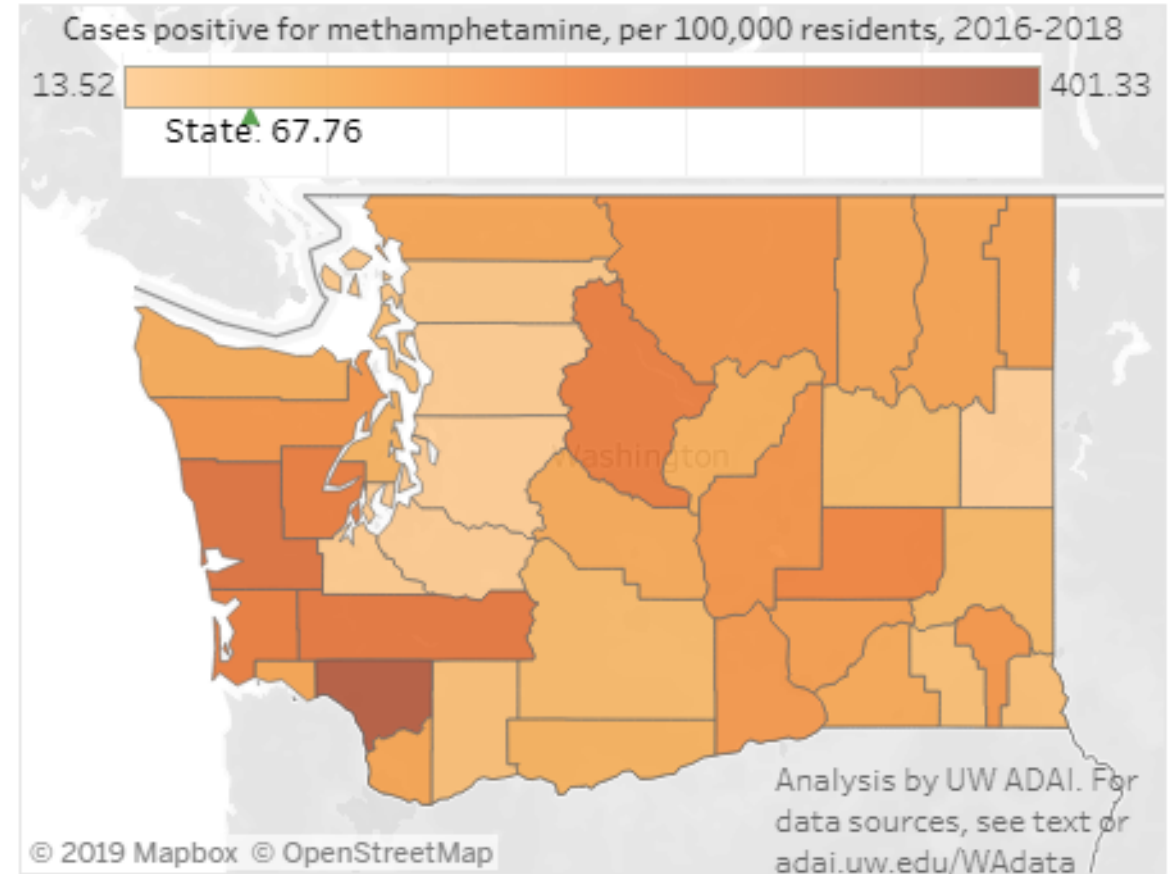 Cases positive for methamphetamine, per 100,000 residents, 2016-2018
13.52
401.33
State: 67.76
Washington
Analysis by UW ADAI. For
data sources, see text or
adai.uw.edu/WAdata
© 2019 Mapbox © OpenStreetMap